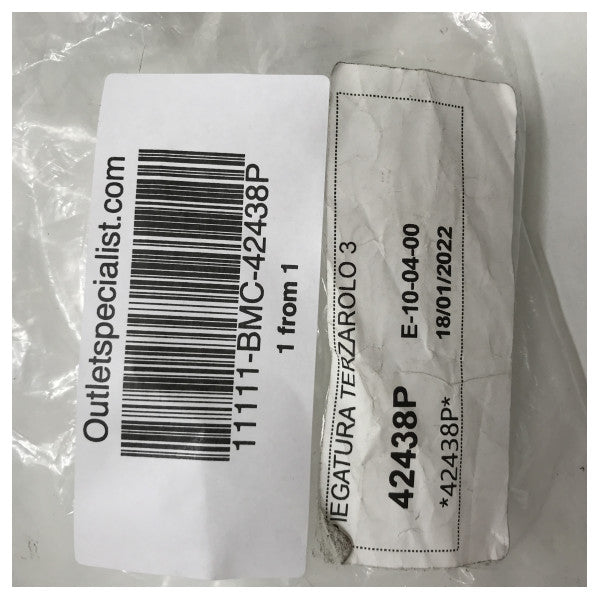 Outletspecialist.com
11111-BMC-42438P
1 from 1
IEGATURA TERZAROLO 3
42438P E-10-04-00
*42438P* 18/01/2022